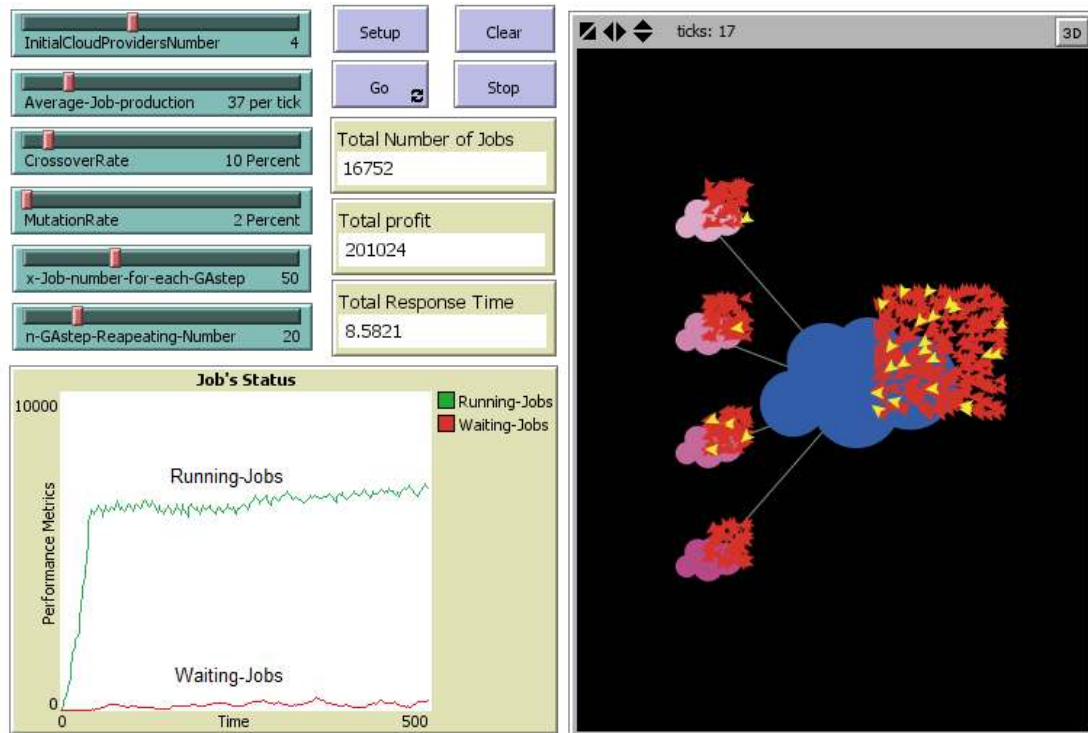 InitialCloudProvidersNumber 4
Average-Job-production 37 per tick
CrossoverRate 10 Percent
MutationRate 2 Percent
x-Job-number-for-each-GAstep 50
n-GAstep-Reapeating-Number 20
Setup
Clear
Go
Stop
Total Number of Jobs
16752
Total profit
201024
Total Response Time
8.5821
Job's Status
10000
Performance Metrics
0
0
Time
500
Running-Jobs
Waiting-Jobs
Running-Jobs
Waiting-Jobs
ticks: 17
3D